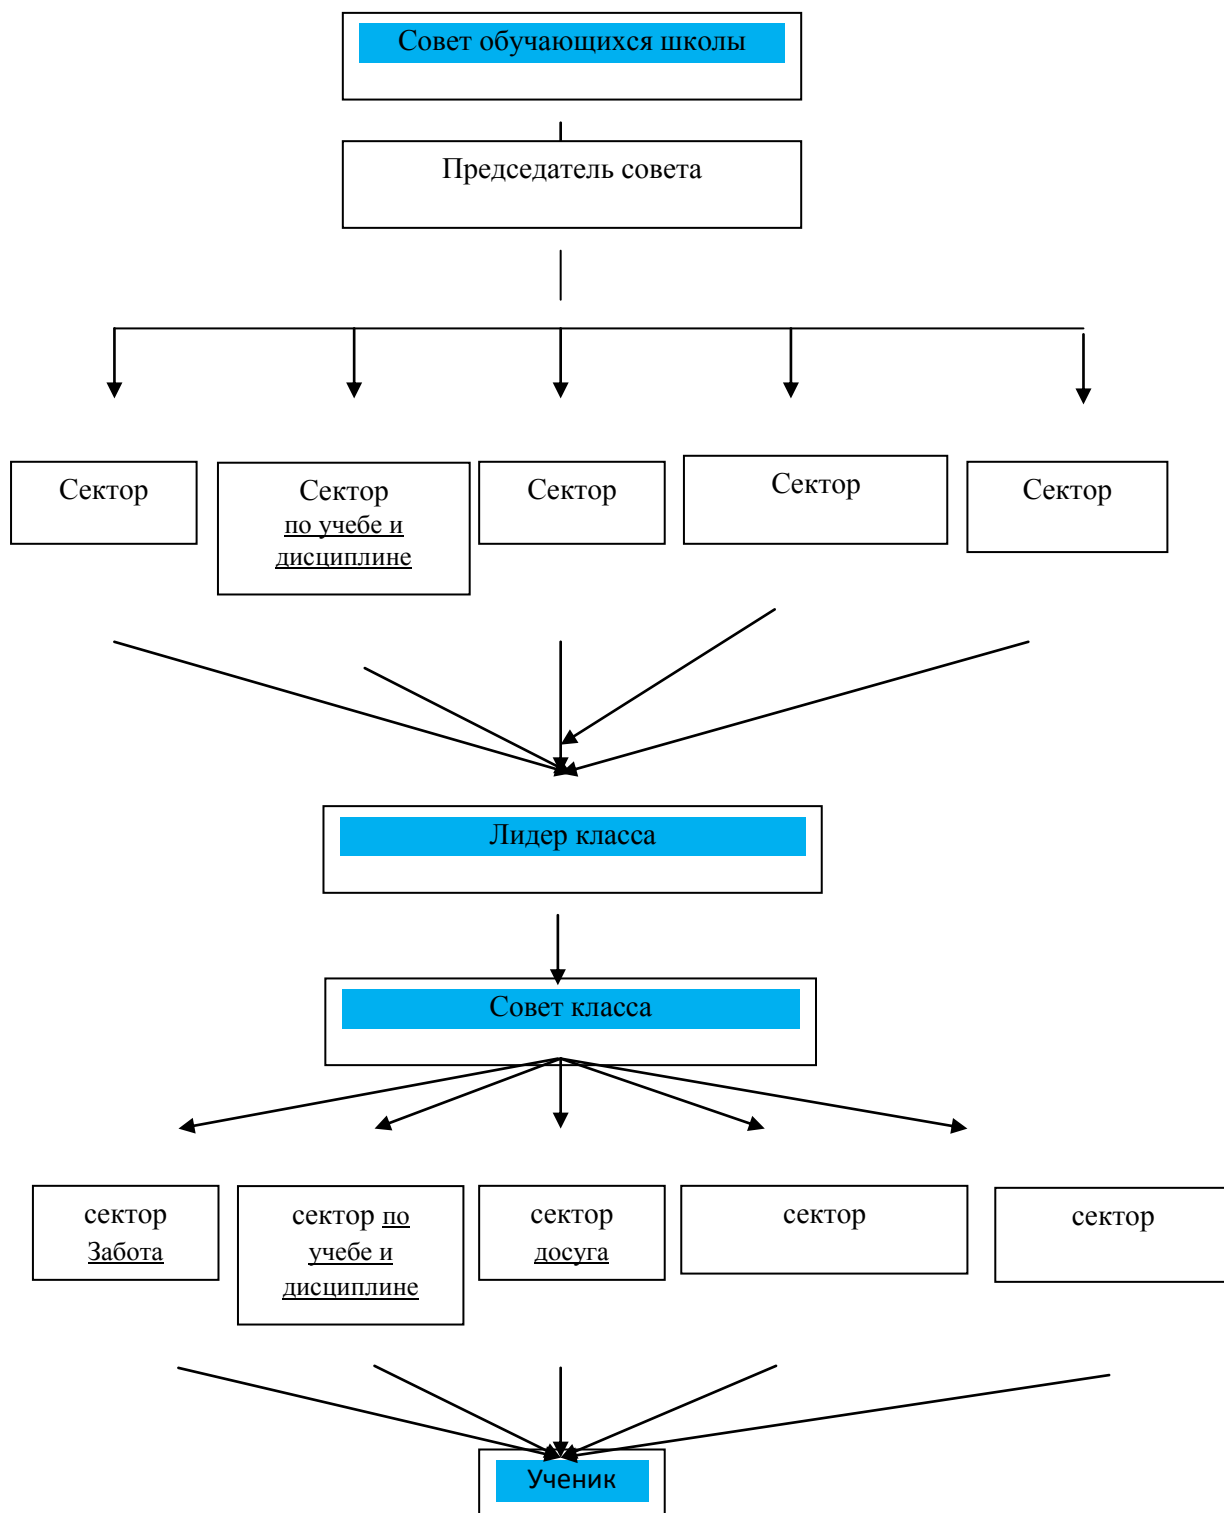 Совет обучающихся школы
Председатель совета
Сектор
Сектор
по учебе и
дисциплине
Сектор
Сектор
Сектор
Лидер класса
Совет класса
сектор
Забота
сектор по
учебе и
дисциплине
сектор
досуга
сектор
сектор
Ученик